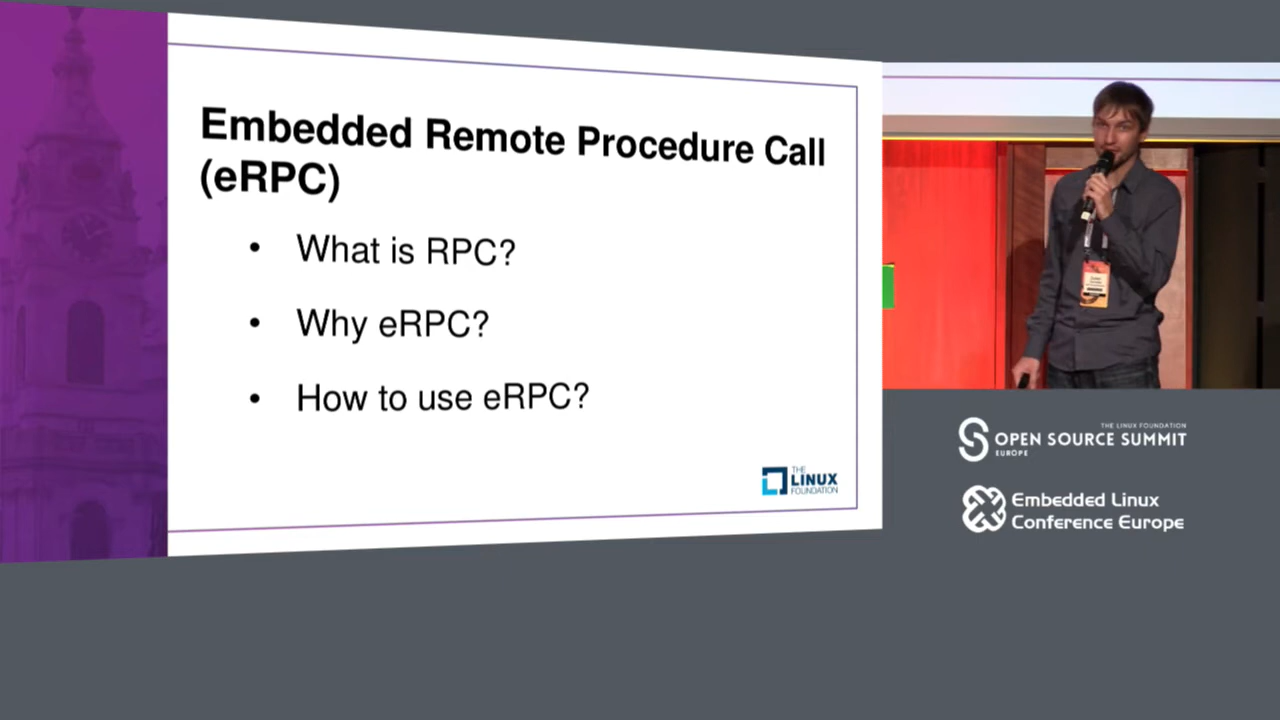 Embedded Remote Procedure Call
(eRPC)
• What is RPC?
• Why eRPC?
• How to use eRPC?
THE
LINUX
FOUNDATION
THE LINUX FOUNDATION
OPEN SOURCE SUMMIT
EUROPE
Embedded Linux
Conference Europe